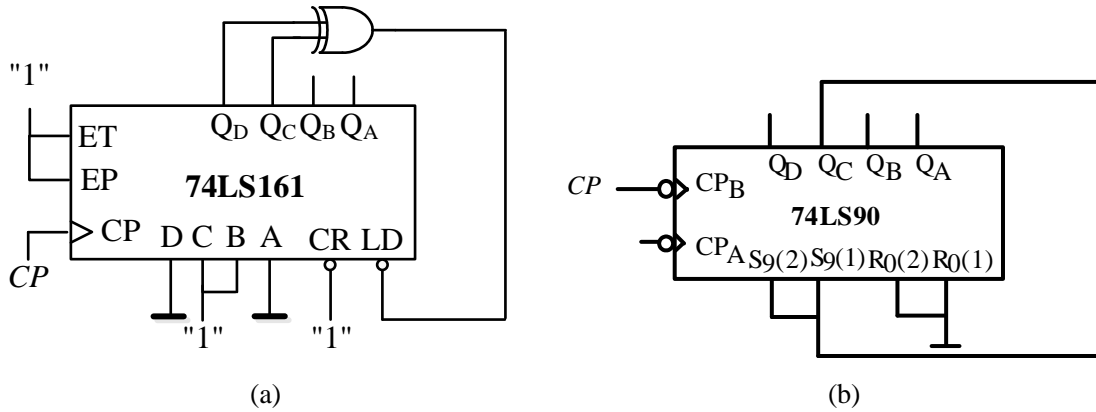 "1"
ET
EP
CP
CP
QD QC QB QA
74LS161
D C B A CR LD
"1" "1"
(a)
CP
CPB
CPA
QD QC QB QA
74LS90
S9(2) S9(1) R0(2) R0(1)
(b)